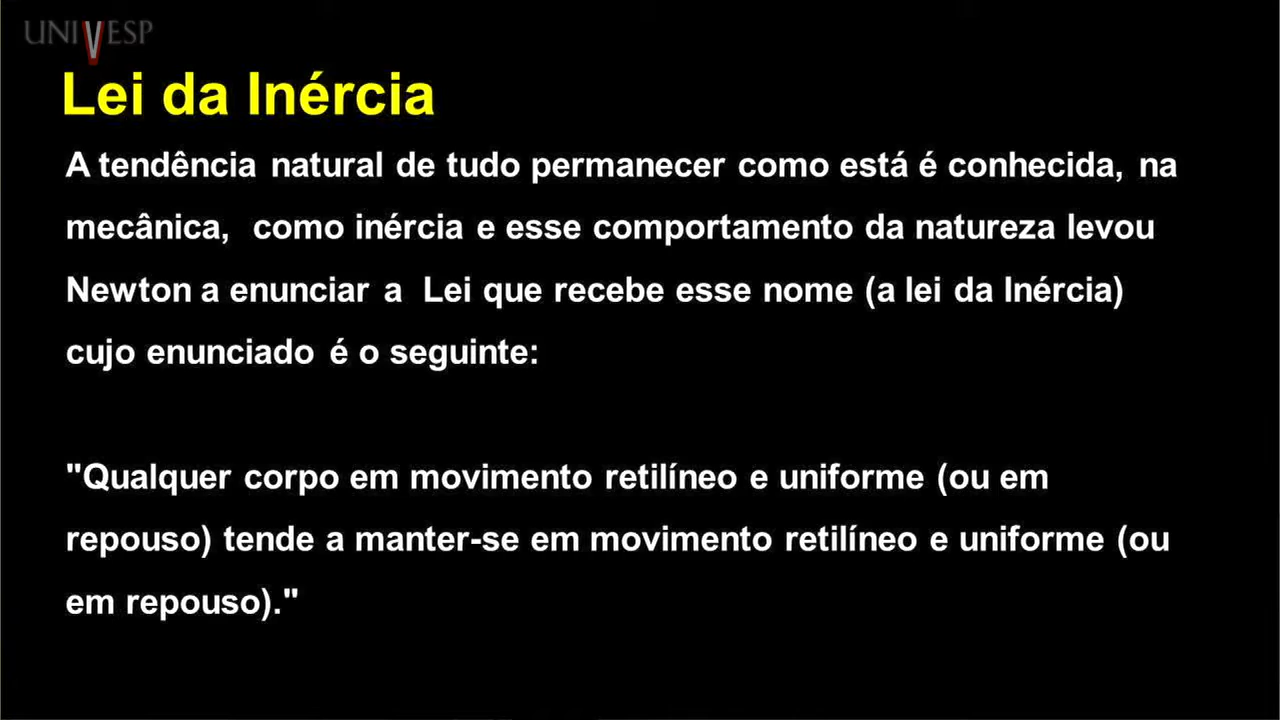 UNIVESP
Lei da Inércia
A tendência natural de tudo permanecer como está é conhecida, na
mecânica, como inércia e esse comportamento da natureza levou
Newton a enunciar a Lei que recebe esse nome (a lei da Inércia)
cujo enunciado é o seguinte:
"Qualquer corpo em movimento retilíneo e uniforme (ou em
repouso) tende a manter-se em movimento retilíneo e uniforme (ou
em repouso)."